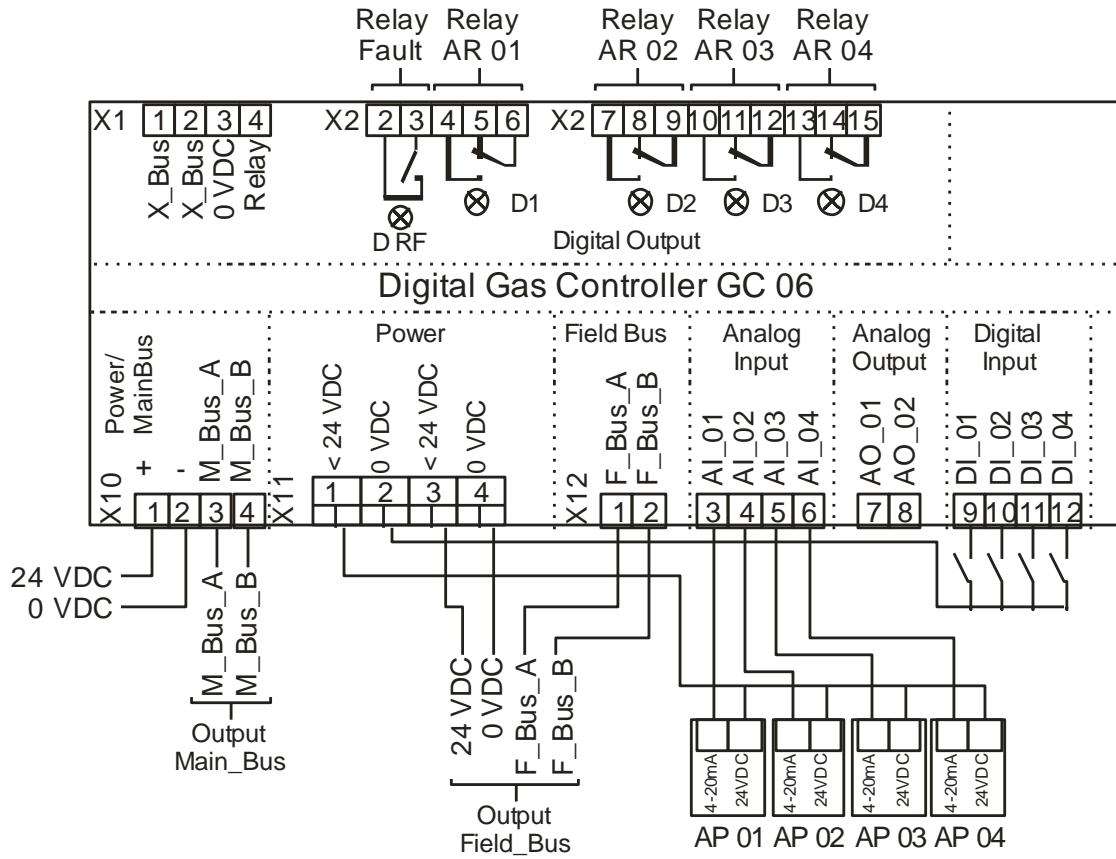 Relay Fault
Relay AR 01
Relay AR 02
Relay AR 03
Relay AR 04
X1 1 2 3 4
X2 2 3 4 5 6
X2 7 8 9 10 11 12 13 14 15
X_Bus
X_Bus
0 VDC
Relay
D RF
D1
D2
D3
D4
Digital Output
Digital Gas Controller GC 06
Power/
MainBus
Power
Field Bus
Analog
Input
Analog
Output
Digital
Input
+
-
M_Bus_A
M_Bus_B
< 24 VDC
0 VDC
< 24 VDC
0 VDC
F_Bus_A
F_Bus_B
AI_01
AI_02
AI_03
AI_04
AO_01
AO_02
DI_01
DI_02
DI_03
DI_04
X10 1 2 3 4
X11 1 2 3 4
X12 1 2 3 4 5 6 7 8 9 10 11 12
24 VDC
0 VDC
M_Bus_A
M_Bus_B
Output
Main_Bus
24 VDC
0 VDC
F_Bus_A
F_Bus_B
Output
Field_Bus
4-20mA
24VDC
4-20mA
24VDC
4-20mA
24VDC
4-20mA
24VDC
AP 01 AP 02 AP 03 AP 04